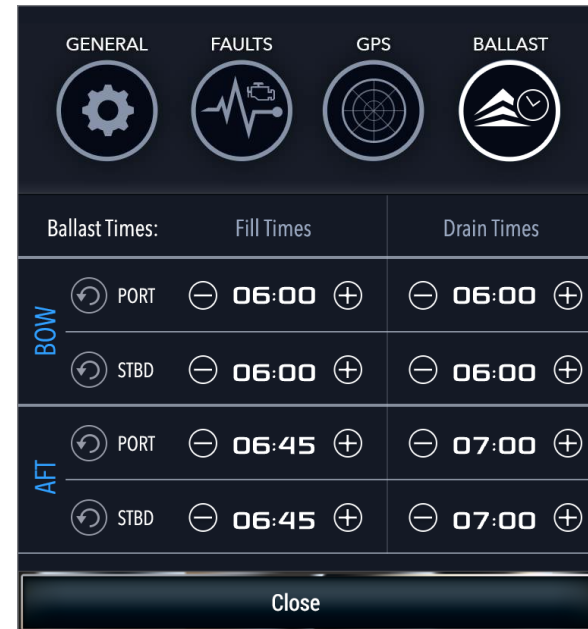 GENERAL FAULTS GPS BALLAST
Ballast Times: Fill Times Drain Times
BOW
PORT 06:00 06:00
STBD 06:00 06:00
AFT
PORT 06:45 07:00
STBD 06:45 07:00
Close